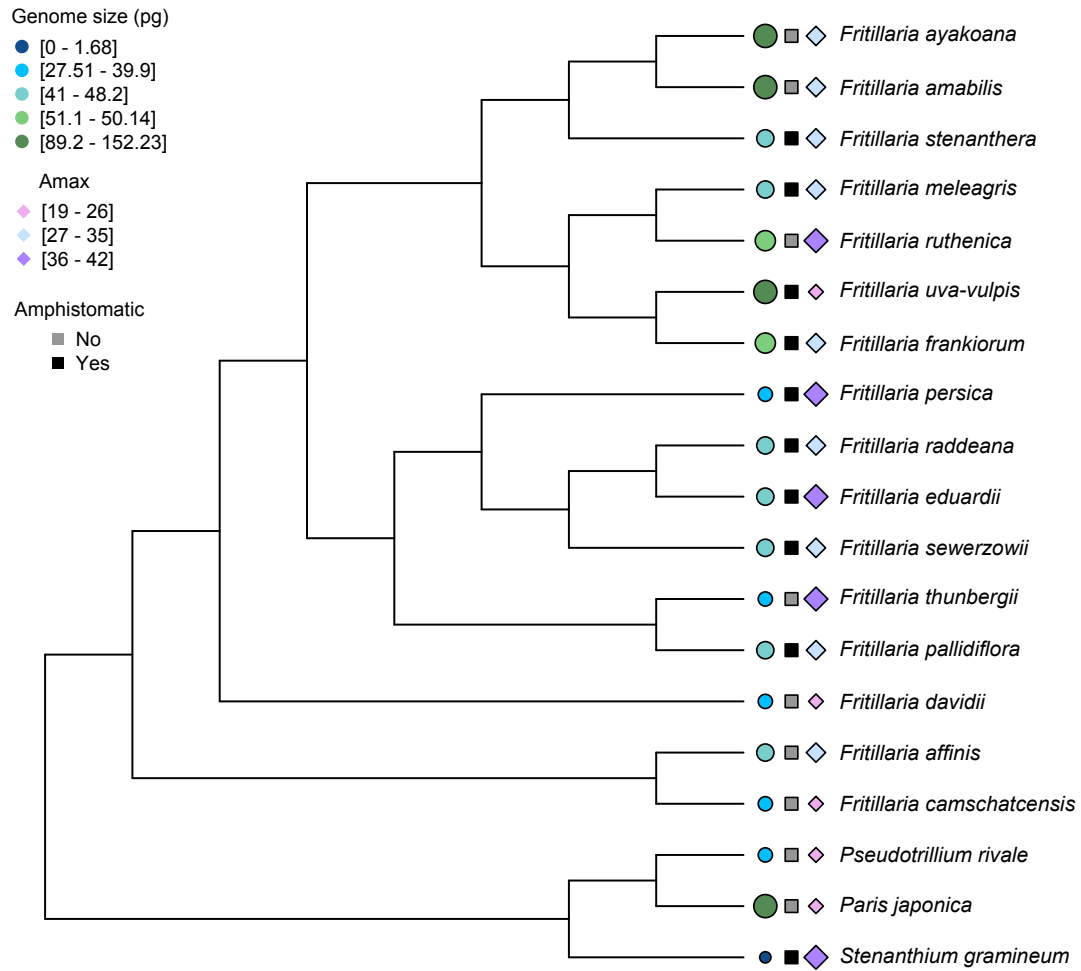 Genome size (pg)
[0 - 1.68]
[27.51 - 39.9]
[41 - 48.2]
[51.1 - 50.14]
[89.2 - 152.23]
Amax
[19 - 26]
[27 - 35]
[36 - 42]
Amphistomatic
No
Yes
Fritillaria ayakoana
Fritillaria amabilis
Fritillaria stenanthera
Fritillaria meleagris
Fritillaria ruthenica
Fritillaria uva-vulpis
Fritillaria frankiorum
Fritillaria persica
Fritillaria raddeana
Fritillaria eduardii
Fritillaria sewerzowii
Fritillaria thunbergii
Fritillaria pallidiflora
Fritillaria davidii
Fritillaria affinis
Fritillaria camschatcensis
Pseudotrillium rivale
Paris japonica
Stenanthium gramineum